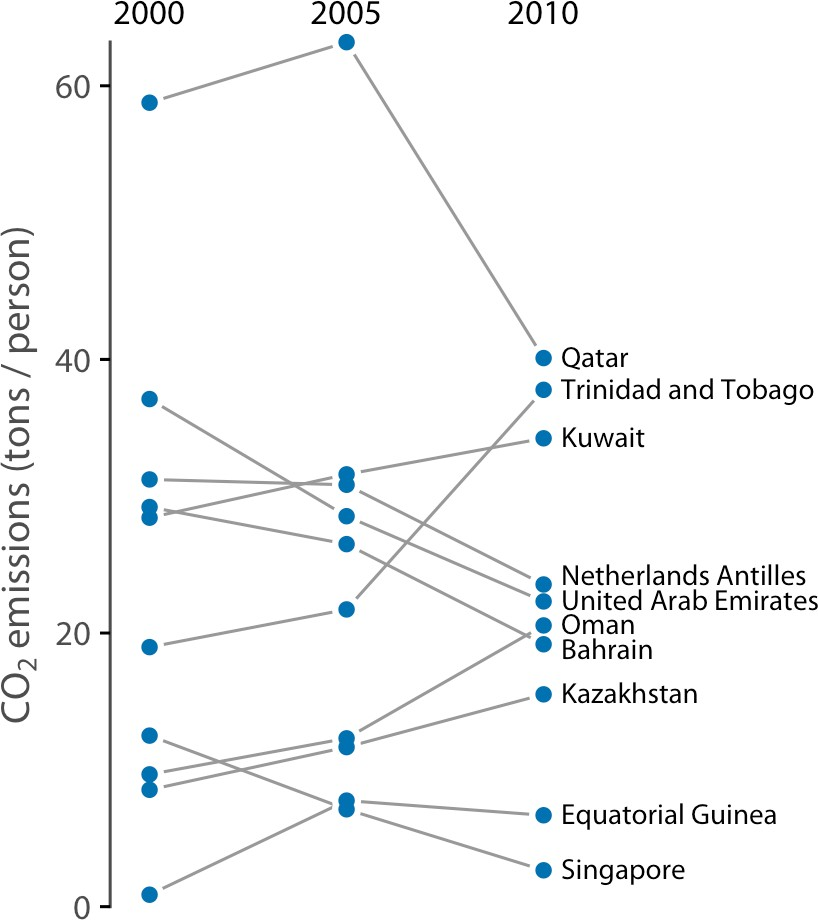 2000 2005 2010
60
40
20
0
CO₂ emissions (tons / person)
Qatar
Trinidad and Tobago
Kuwait
Netherlands Antilles
United Arab Emirates
Oman
Bahrain
Kazakhstan
Equatorial Guinea
Singapore